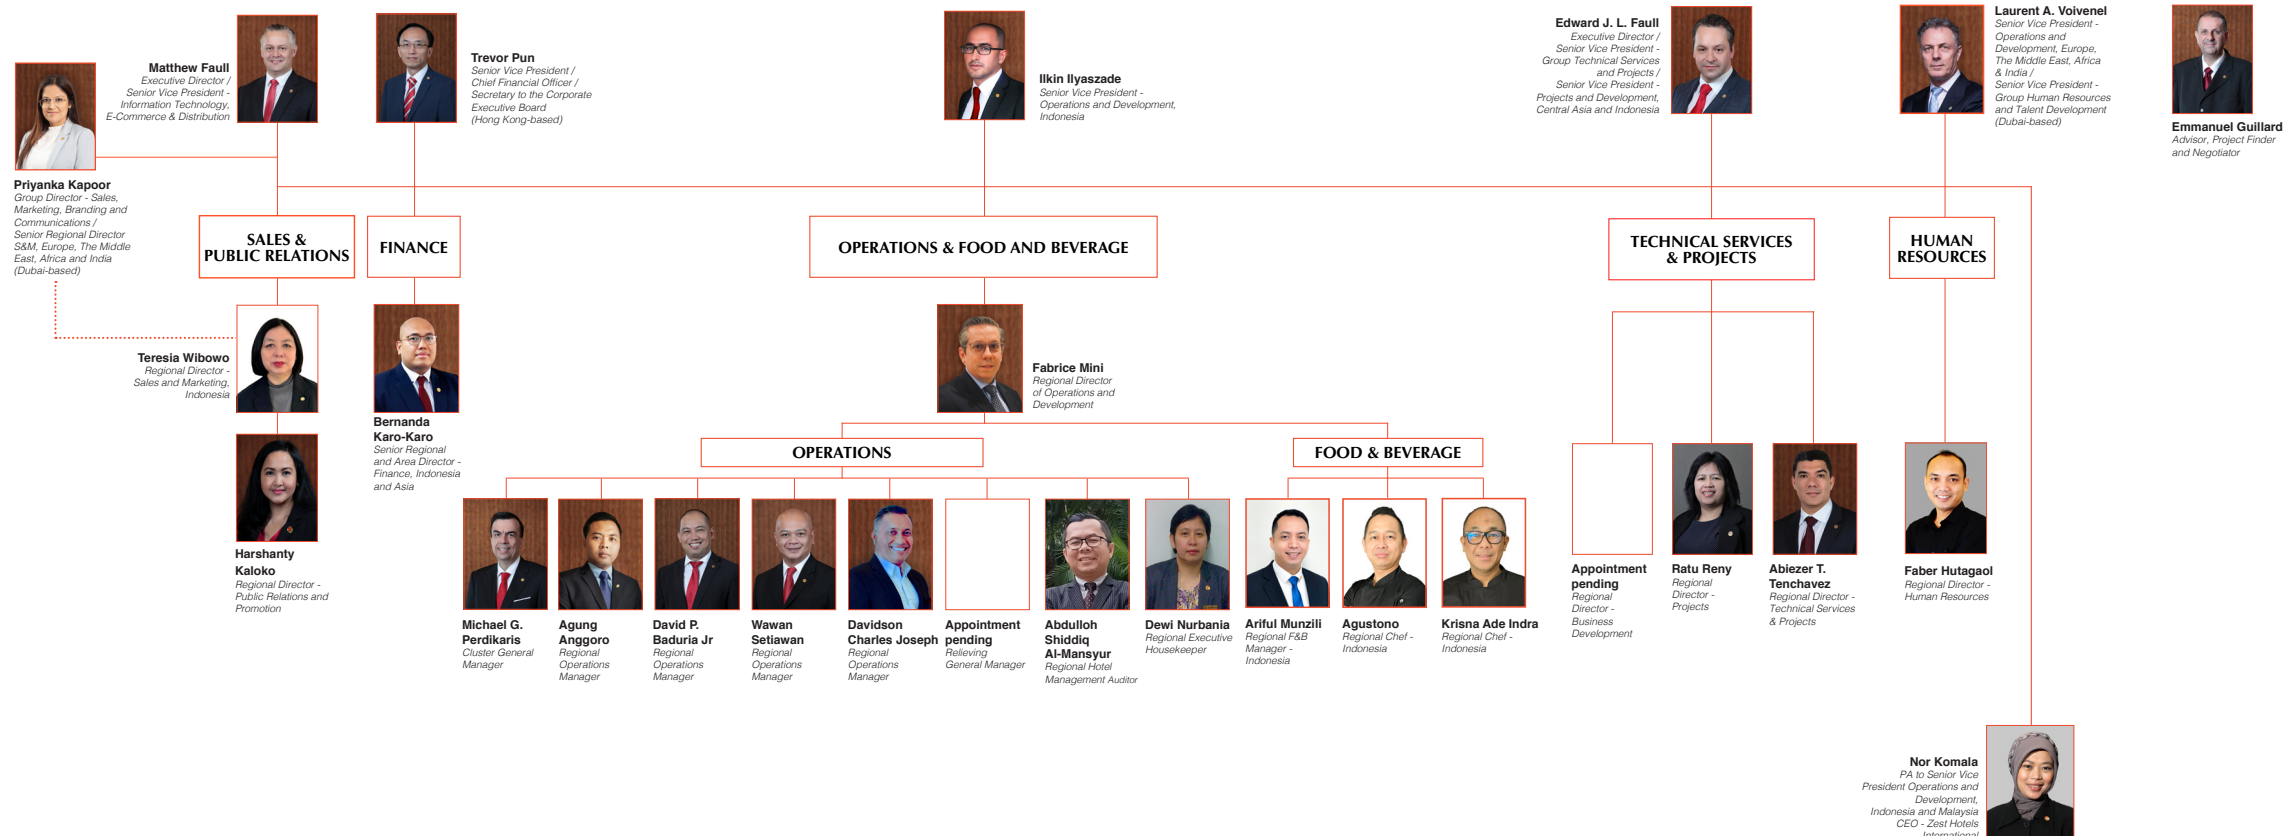 Matthew Faull
Executive Director /
Senior Vice President -
Information Technology,
E-Commerce & Distribution
Trevor Pun
Senior Vice President /
Chief Financial Officer /
Secretary to the Corporate
Executive Board
(Hong Kong-based)
Ilkin Ilyaszade
Senior Vice President -
Operations and Development,
Indonesia
Edward J. L. Faull
Executive Director /
Senior Vice President -
Group Technical Services
and Projects /
Senior Vice President -
Projects and Development,
Central Asia and Indonesia
Laurent A. Voivenel
Senior Vice President -
Operations and
Development, Europe,
The Middle East, Africa
& India /
Senior Vice President -
Group Human Resources
and Talent Development
(Dubai-based)
Emmanuel Guillard
Advisor, Project Finder
and Negotiator
Priyanka Kapoor
Group Director - Sales,
Marketing, Branding and
Communications /
Senior Regional Director
S&M, Europe, The Middle
East, Africa and India
(Dubai-based)
SALES &
PUBLIC RELATIONS
FINANCE
OPERATIONS & FOOD AND BEVERAGE
TECHNICAL SERVICES
& PROJECTS
HUMAN
RESOURCES
Teresia Wibowo
Regional Director -
Sales and Marketing,
Indonesia
Bernanda
Karo-Karo
Senior Regional
and Area Director -
Finance, Indonesia
and Asia
Fabrice Mini
Regional Director
of Operations and
Development
OPERATIONS
FOOD & BEVERAGE
Harshanty
Kaloko
Regional Director -
Public Relations and
Promotion
Michael G.
Perdikaris
Cluster General
Manager
Agung
Anggoro
Regional
Operations
Manager
David P.
Baduria Jr
Regional
Operations
Manager
Wawan
Setiawan
Regional
Operations
Manager
Davidson
Charles Joseph
Regional
Operations
Manager
Appointment
pending
Relieving
General Manager
Abdulloh
Shiddiq
Al-Mansyur
Regional Hotel
Management Auditor
Dewi Nurbania
Regional Executive
Housekeeper
Ariful Munzili
Regional F&B
Manager -
Indonesia
Agustono
Regional Chef -
Indonesia
Krisna Ade Indra
Regional Chef -
Indonesia
Appointment
pending
Regional
Director -
Business
Development
Ratu Reny
Regional
Director -
Projects
Abiezer T.
Tenchavez
Regional Director -
Technical Services
& Projects
Faber Hutagaol
Regional Director -
Human Resources
Nor Komala
PA to Senior Vice
President Operations and
Development,
Indonesia and Malaysia
CEO - Zest Hotels
International